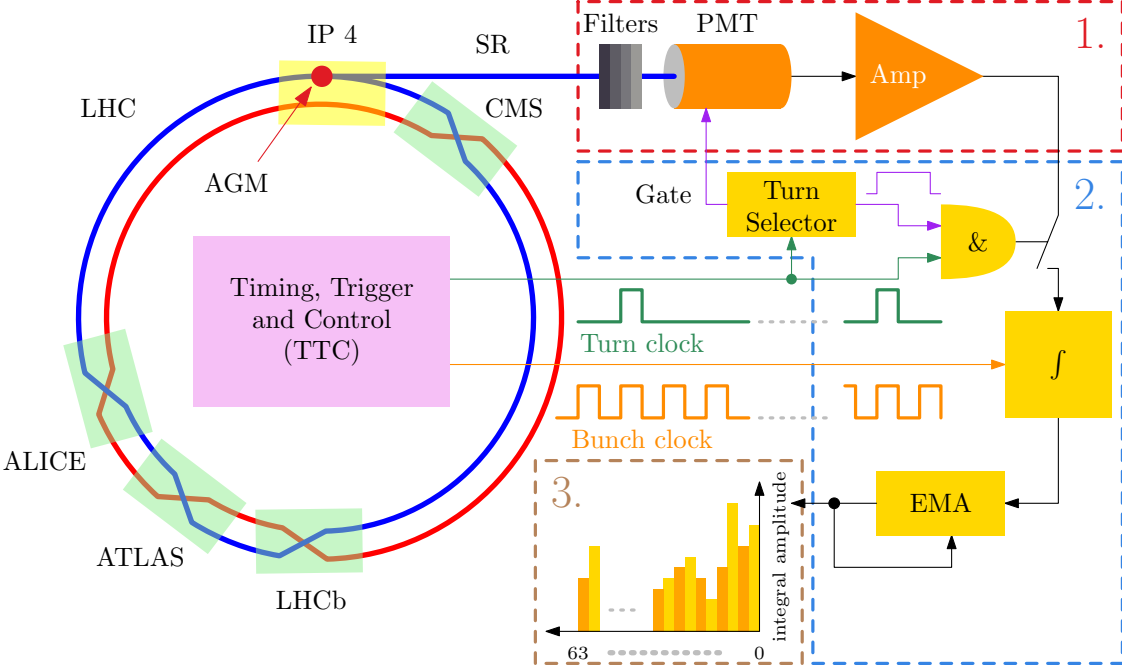 IP 4
SR
LHC
CMS
AGM
Filters
PMT
1.
Amp
Gate
Turn
Selector
2.
&
Timing, Trigger
and Control
(TTC)
Turn clock
∫
Bunch clock
ALICE
ATLAS
LHCb
3.
integral amplitude
EMA
63
0